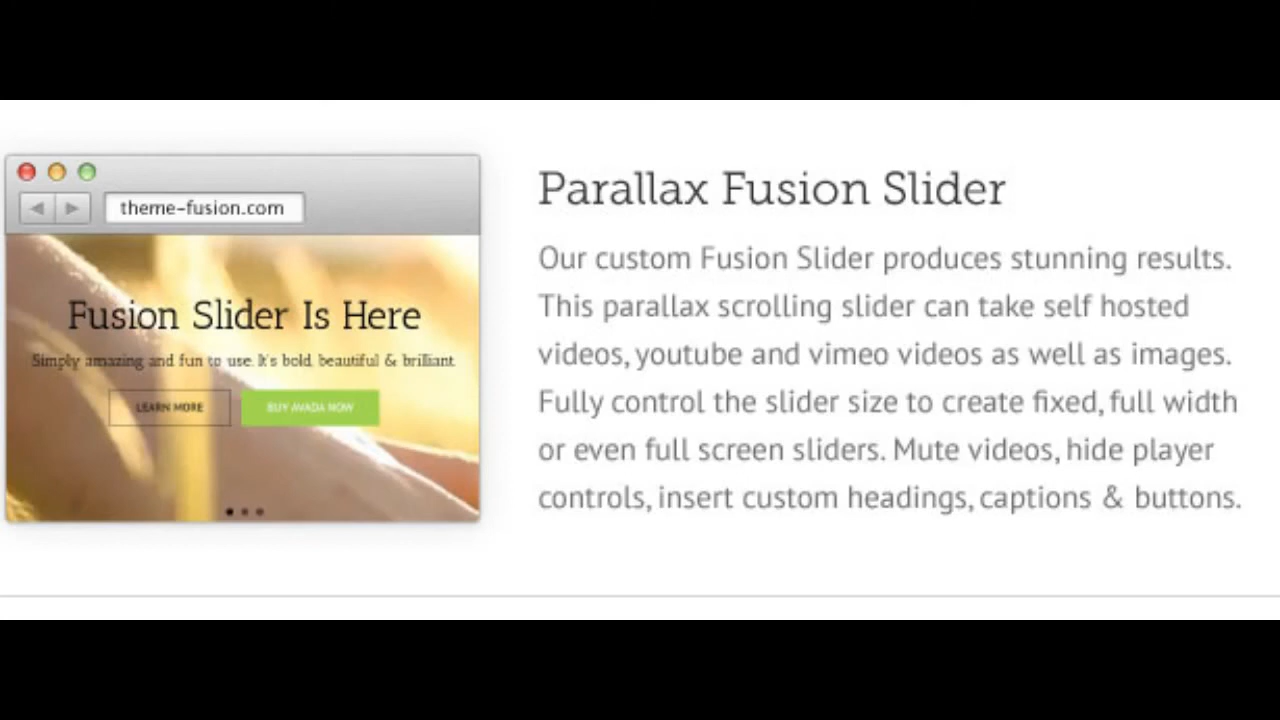 theme-fusion.com
Fusion Slider Is Here
Simply amazing and fun to use. It's bold, beautiful & brilliant.
LEARN MORE
BUY AVADA NOW
Parallax Fusion Slider
Our custom Fusion Slider produces stunning results.
This parallax scrolling slider can take self hosted
videos, youtube and vimeo videos as well as images.
Fully control the slider size to create fixed, full width
or even full screen sliders. Mute videos, hide player
controls, insert custom headings, captions & buttons.